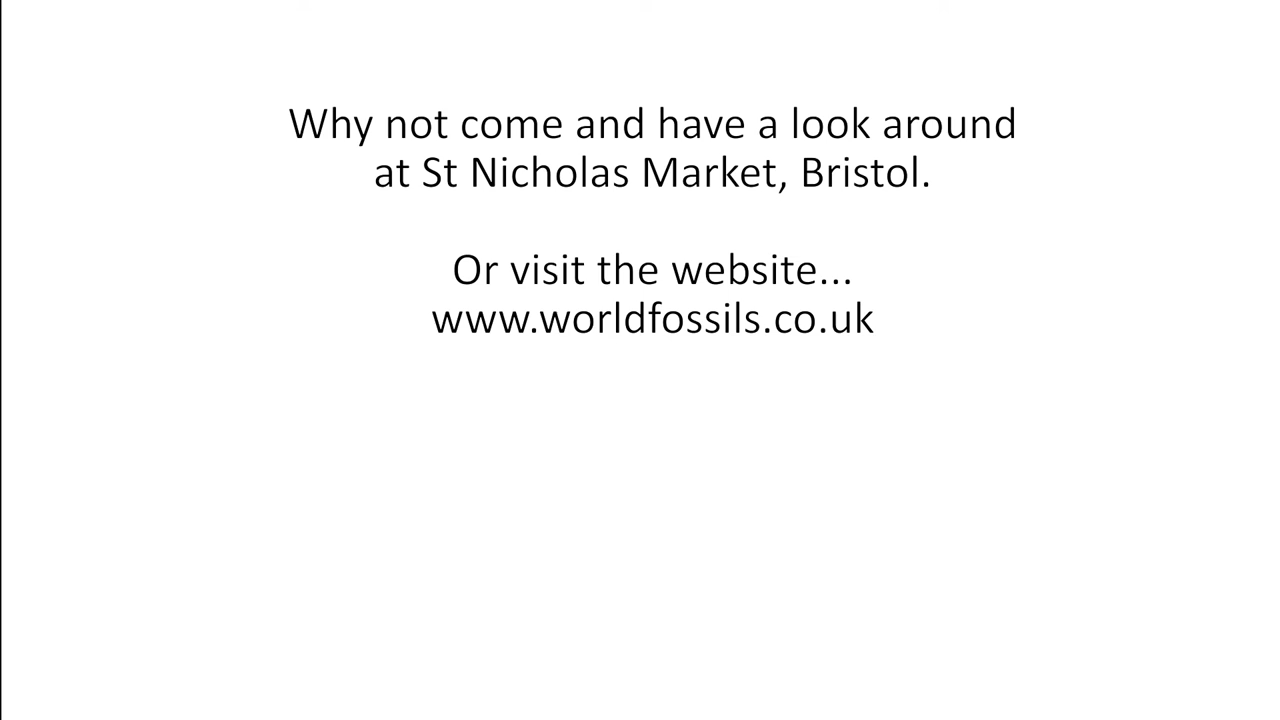 Why not come and have a look around
at St Nicholas Market, Bristol.
Or visit the website...
www.worldfossils.co.uk